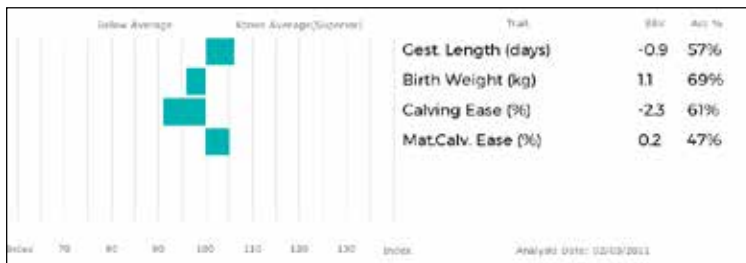 Below Average Above Average(Superior) Trait EBV Acc %
Gest. Length (days) -0.9 57%
Birth Weight (kg) 1.1 69%
Calving Ease (%) -2.3 61%
Mat.Calv. Ease (%) 0.2 47%
Index 70 80 90 100 110 120 130 Index Analysis Date: 02/03/2011